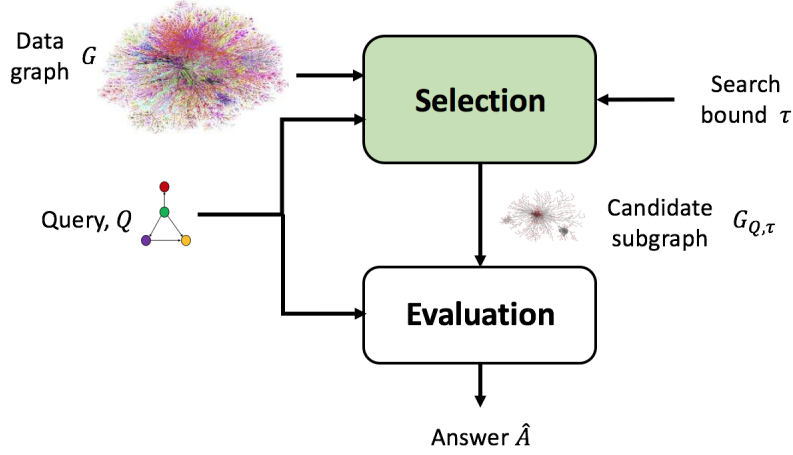 Data
graph G
Selection
Search
bound τ
Query, Q
Candidate
subgraph G_{Q,τ}
Evaluation
Answer Â